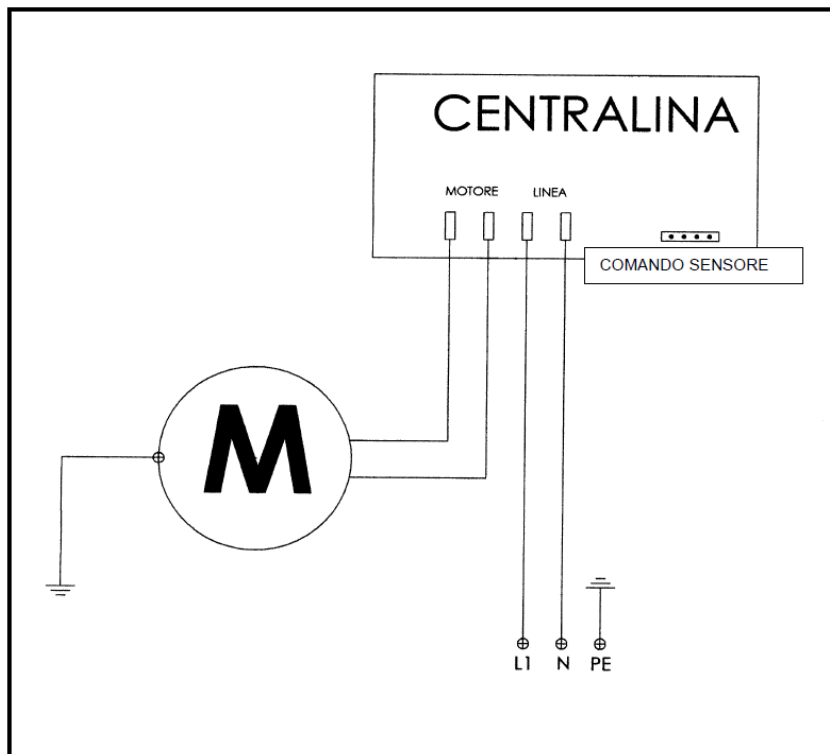 CENTRALINA
MOTORE LINEA
COMANDO SENSORE
M
L1 N PE